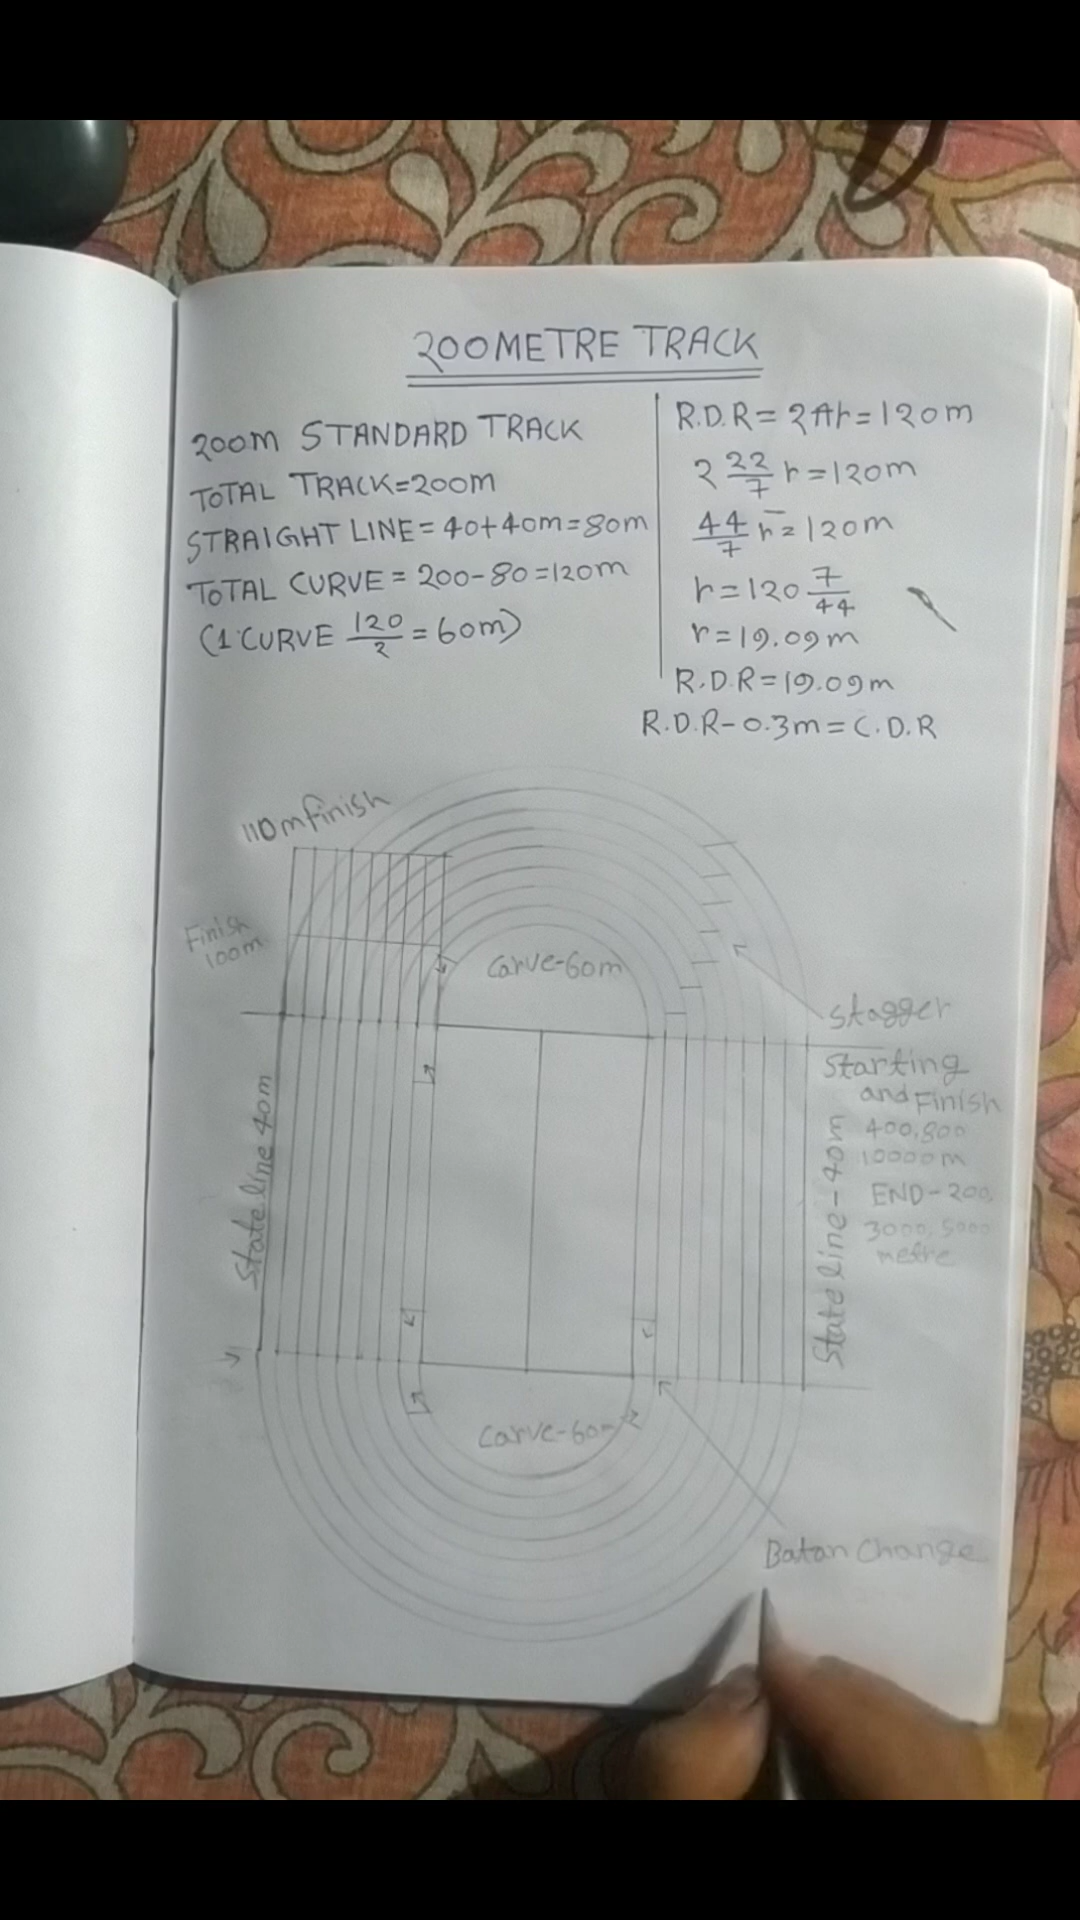 200METRE TRACK
200m STANDARD TRACK
TOTAL TRACK=200m
STRAIGHT LINE=40+40m=80m
TOTAL CURVE=200-80=120m
(1 CURVE 120/2=60m)
R.D.R=2πr=120m
2 22/7 r=120m
44/7 r=120m
r=120 7/44
r=19.09m
R.D.R=19.09m
R.D.R-0.3m=C.D.R
110mfinish
Finish
100m
Carve-60m
Stagger
Starting
and Finish
400,800
10000m
END-200,
3000,5000
metre
State line 40m
State line-40m
Carve-60m
Batan Change